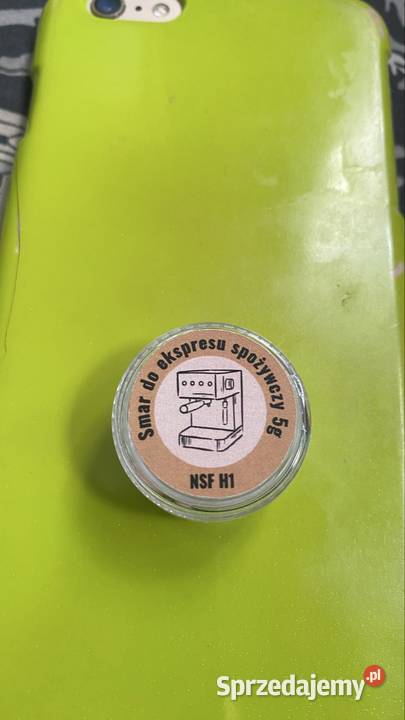 Smar do ekspresu spożywczy 5g
NSF H1
Sprzedajemy.pl